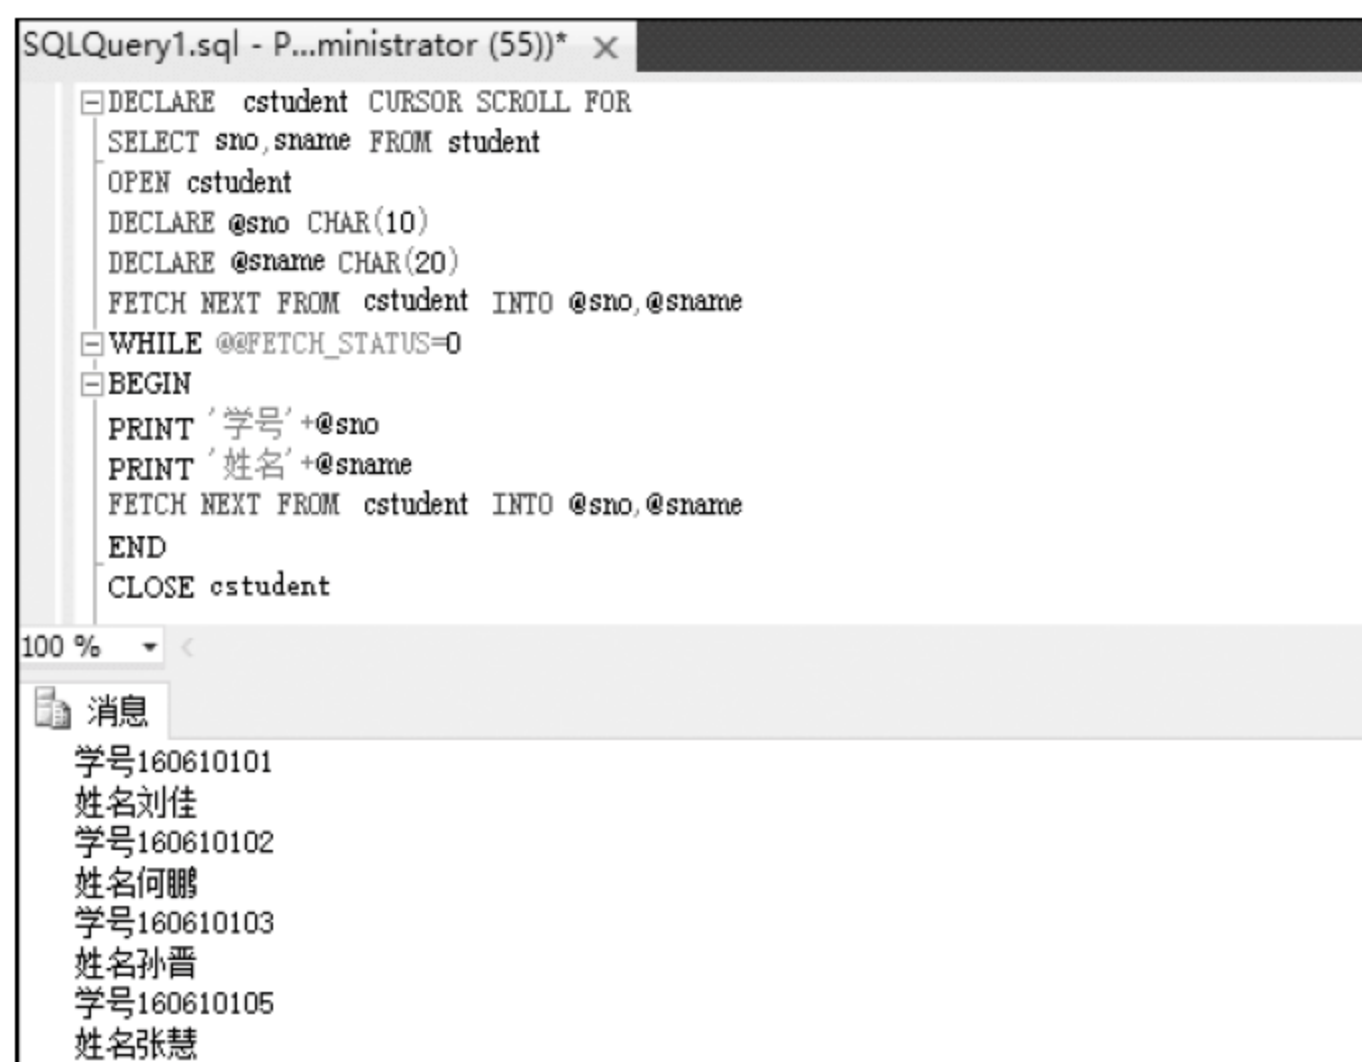 SQLQuery1.sql - P...ministrator (55))*
DECLARE cstudent CURSOR SCROLL FOR
SELECT sno,sname FROM student
OPEN cstudent
DECLARE @sno CHAR(10)
DECLARE @sname CHAR(20)
FETCH NEXT FROM cstudent INTO @sno,@sname
WHILE @@FETCH_STATUS=0
BEGIN
PRINT '学号'+@sno
PRINT '姓名'+@sname
FETCH NEXT FROM cstudent INTO @sno,@sname
END
CLOSE cstudent
100 %
消息
学号160610101
姓名刘佳
学号160610102
姓名何鹏
学号160610103
姓名孙晋
学号160610105
姓名张慧